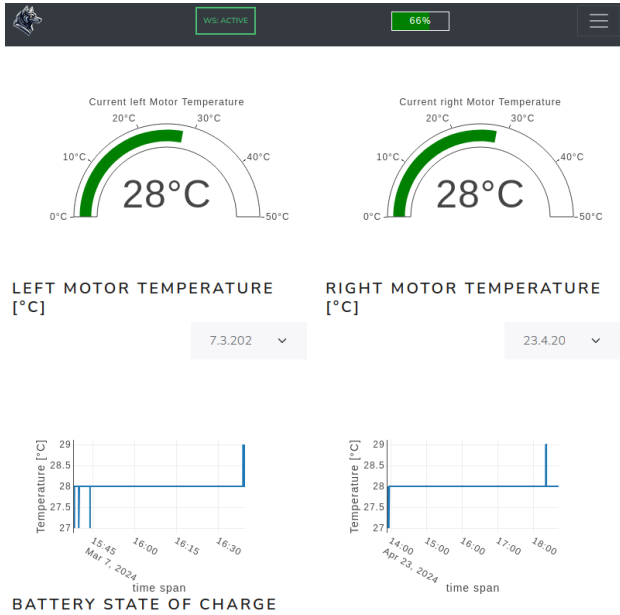 WS: ACTIVE
66%
Current left Motor Temperature
0°C
10°C
20°C
30°C
40°C
50°C
28°C
Current right Motor Temperature
0°C
10°C
20°C
30°C
40°C
50°C
28°C
LEFT MOTOR TEMPERATURE
[°C]
7.3.202
RIGHT MOTOR TEMPERATURE
[°C]
23.4.20
Temperature [°C]
29
28.5
28
27.5
27
15:45
Mar 7, 2024
16:00
16:15
16:30
time span
Temperature [°C]
29
28.5
28
27.5
27
14:00
Apr 23, 2024
15:00
16:00
17:00
18:00
time span
BATTERY STATE OF CHARGE